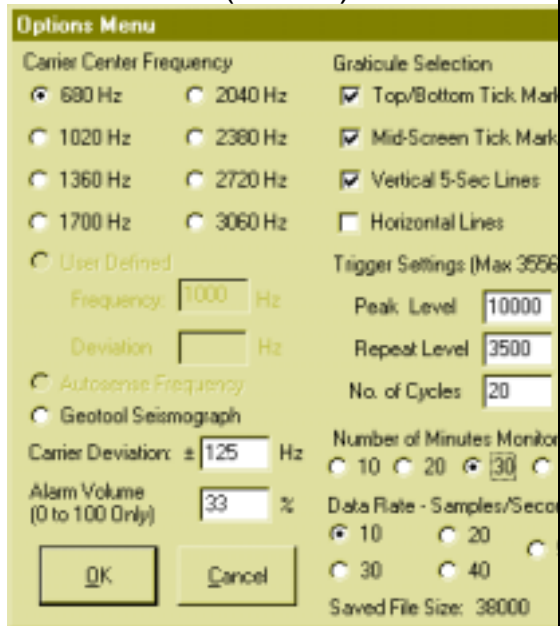 Options Menu
Carrier Center Frequency
680 Hz 2040 Hz
1020 Hz 2380 Hz
1360 Hz 2720 Hz
1700 Hz 3060 Hz
User Defined
Frequency: 1000 Hz
Deviation Hz
Autosense Frequency
Geotool Seismograph
Carrier Deviation: ± 125 Hz
Alarm Volume
(0 to 100 Only) 33 %
OK Cancel
Graticule Selection
Top/Bottom Tick Mark
Mid-Screen Tick Mark
Vertical 5-Sec Lines
Horizontal Lines
Trigger Settings (Max 3556
Peak Level 10000
Repeat Level 3500
No. of Cycles 20
Number of Minutes Monitor
10 20 30
Data Rate - Samples/Secon
10 20
30 40
Saved File Size: 38000